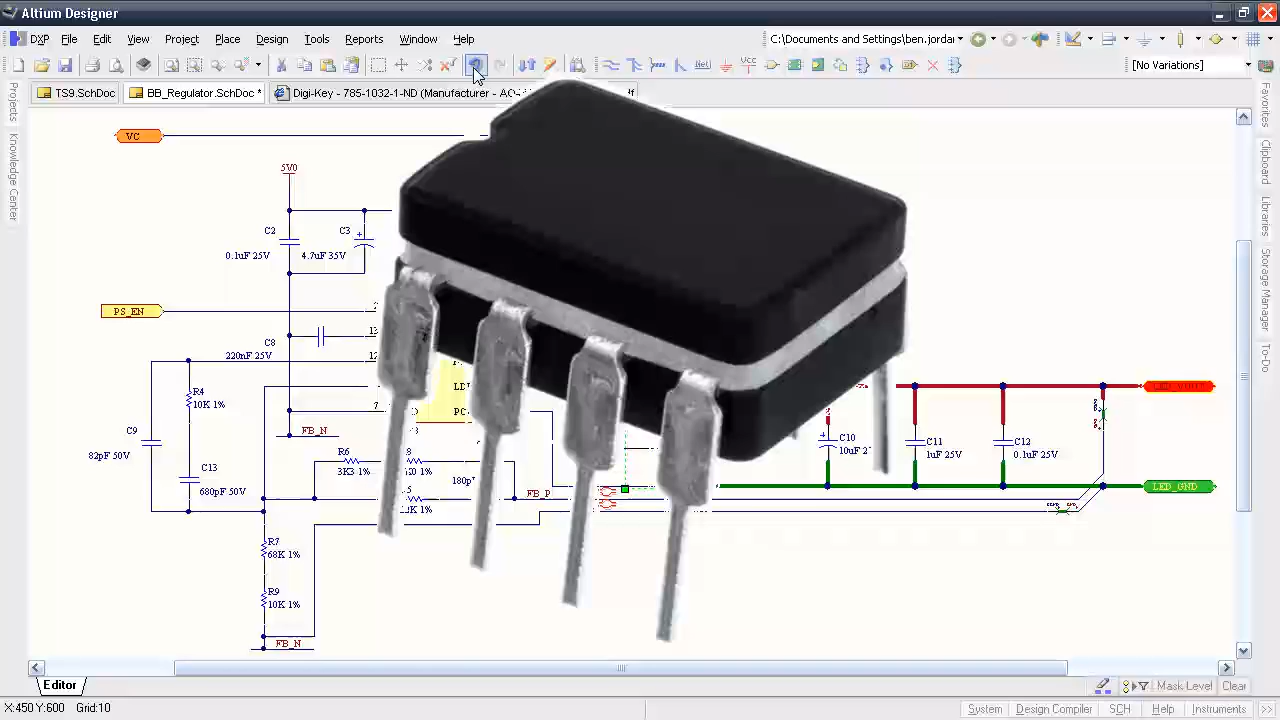 Altium Designer
DXP File Edit View Project Place Design Tools Reports Window Help
C:\Documents and Settings\ben.jordar
[No Variations]
TS9.SchDoc
BB_Regulator.SchDoc *
Digi-Key - 785-1032-1-ND (Manufacturer - AO
Projects
Knowledge Center
Favorites
Clipboard
Libraries
Storage Manager
To-Do
VCC
Net
VC
5V0
C2
0.1uF 25V
C3
4.7uF 35V
PS_EN
C8
220nF 25V
R4
10K 1%
C9
82pF 50V
C13
680pF 50V
FB_N
R6
3K3 1%
FB_P
R7
68K 1%
R9
10K 1%
FB_N
C10
C11
1uF 25V
C12
0.1uF 25V
LED_GND
Editor
Mask Level
Clear
X:450 Y:600 Grid:10
System
Design Compiler
SCH
Help
Instruments
>>